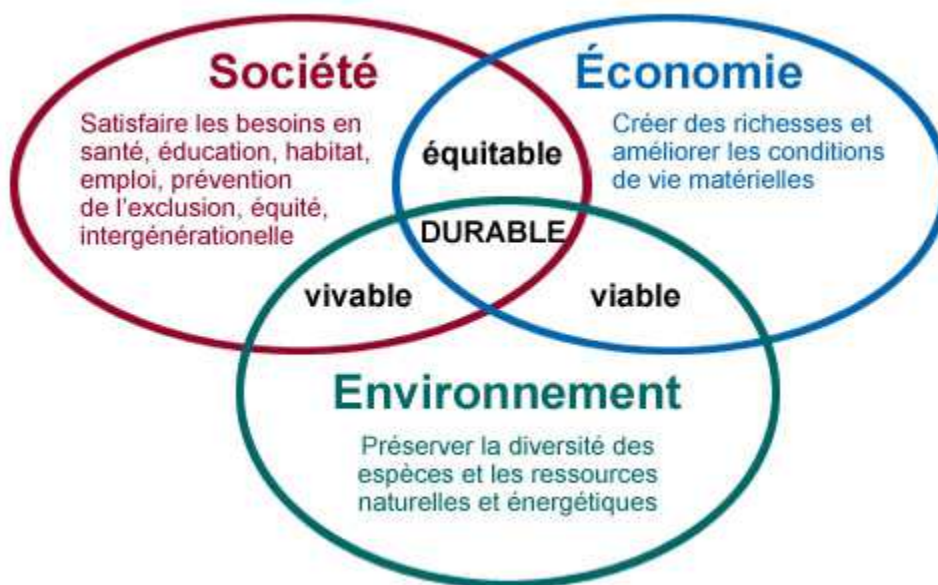 Société
Satisfaire les besoins en
santé, éducation, habitat,
emploi, prévention
de l'exclusion, équité,
intergénérationelle
Économie
Créer des richesses et
améliorer les conditions
de vie matérielles
équitable
DURABLE
vivable
viable
Environnement
Préserver la diversité des
espèces et les ressources
naturelles et énergétiques